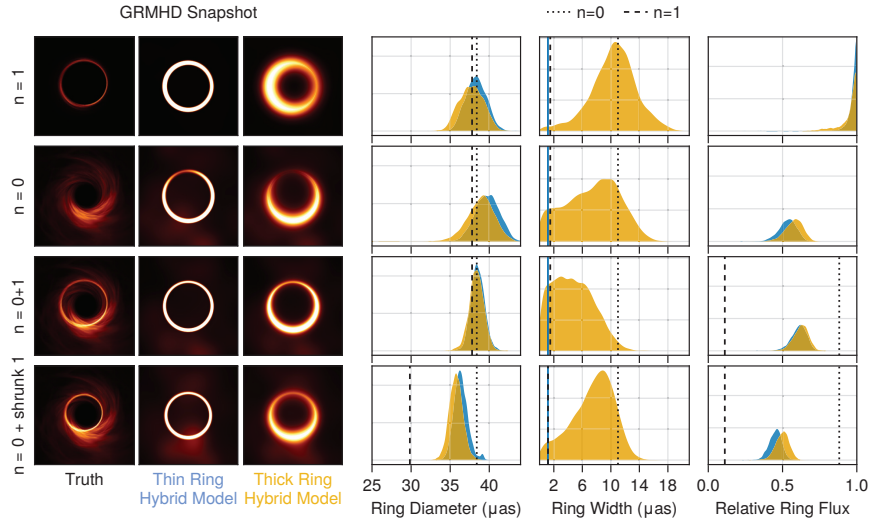 GRMHD Snapshot
n=0
n=1
n = 1
n = 0
n = 0+1
n = 0 + shrunk 1
Truth
Thin Ring
Hybrid Model
Thick Ring
Hybrid Model
25 30 35 40
Ring Diameter (μas)
2 6 10 14 18
Ring Width (μas)
0.0 0.5 1.0
Relative Ring Flux